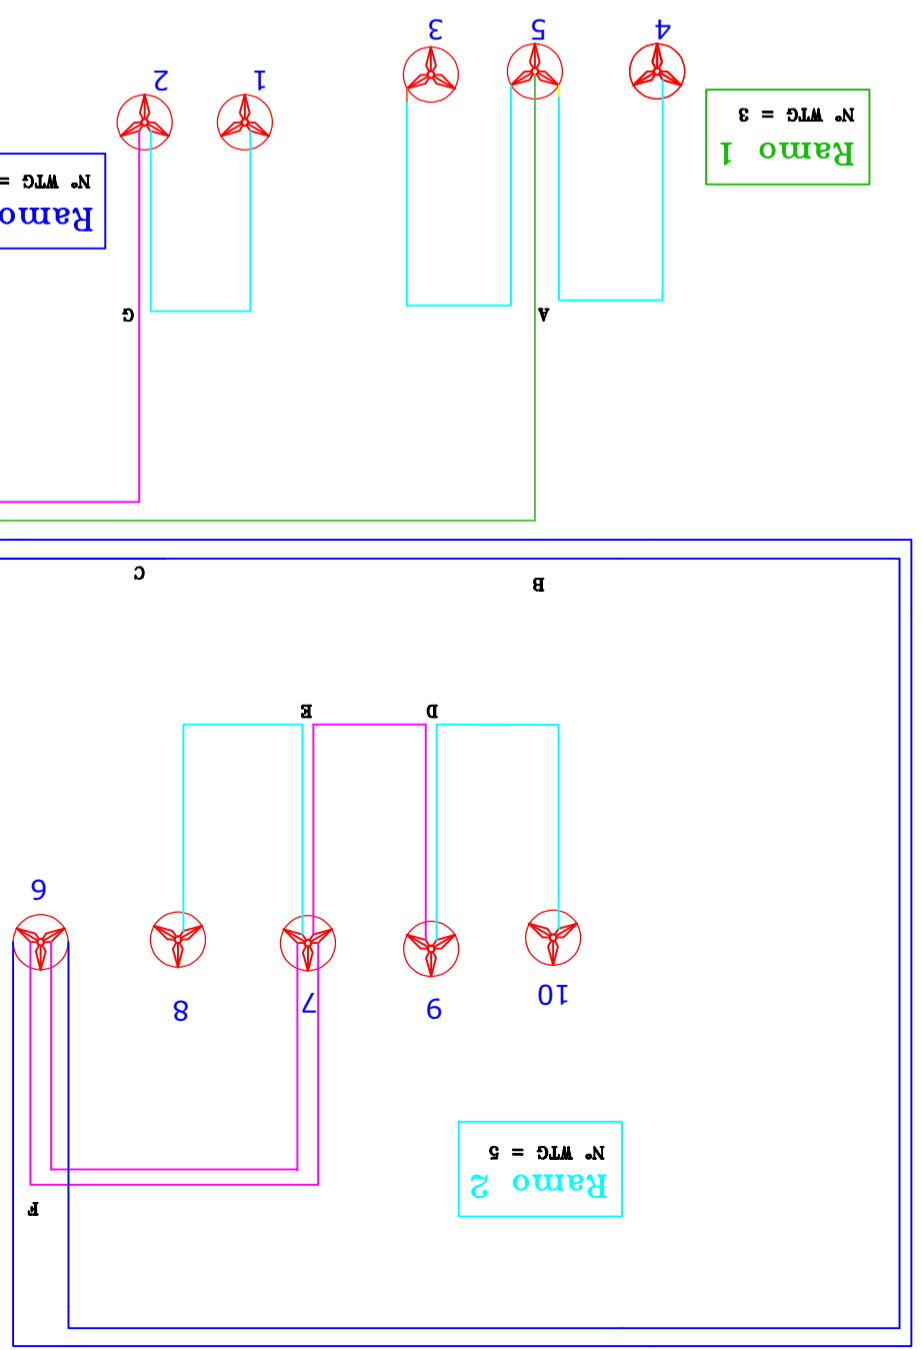 F
Ramo 2
N° WTG = 5
10
9
7
8
6
D
E
B
C
A
G
Ramo
N° WTG =
Ramo 1
N° WTG = 3
1
2
4
5
3